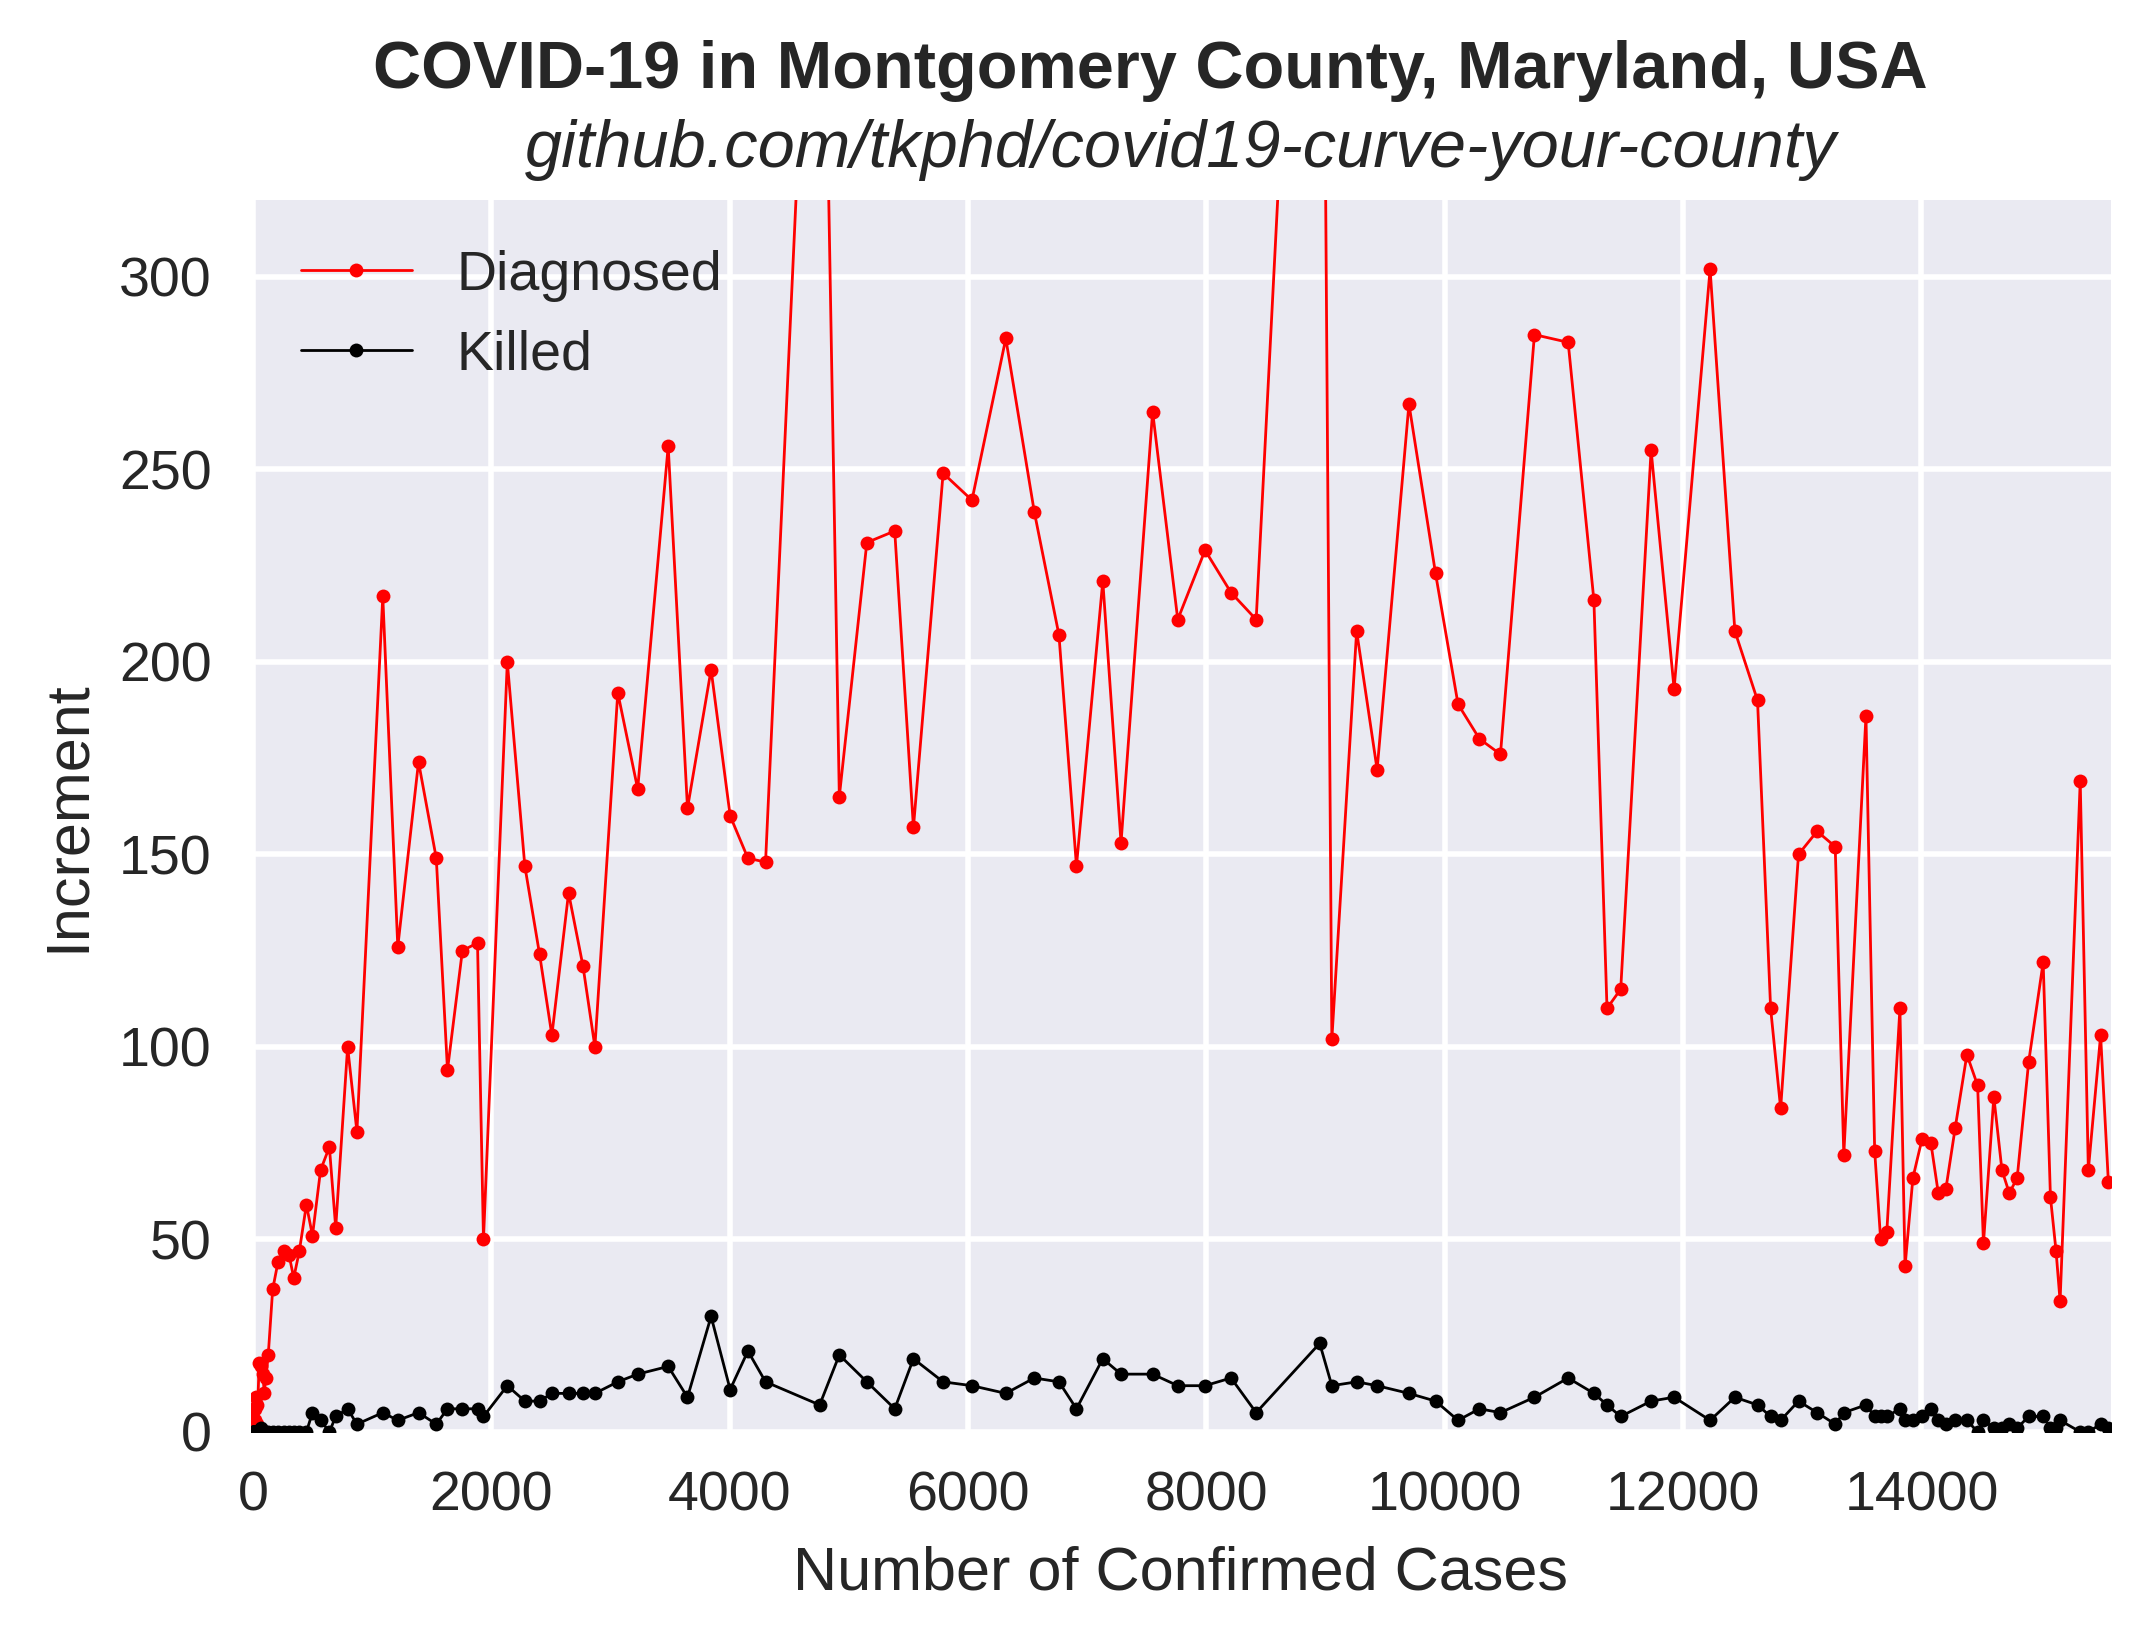 COVID-19 in Montgomery County, Maryland, USA
github.com/tkphd/covid19-curve-your-county
Diagnosed
Killed
300
250
200
150
100
50
0
Increment
0 2000 4000 6000 8000 10000 12000 14000
Number of Confirmed Cases